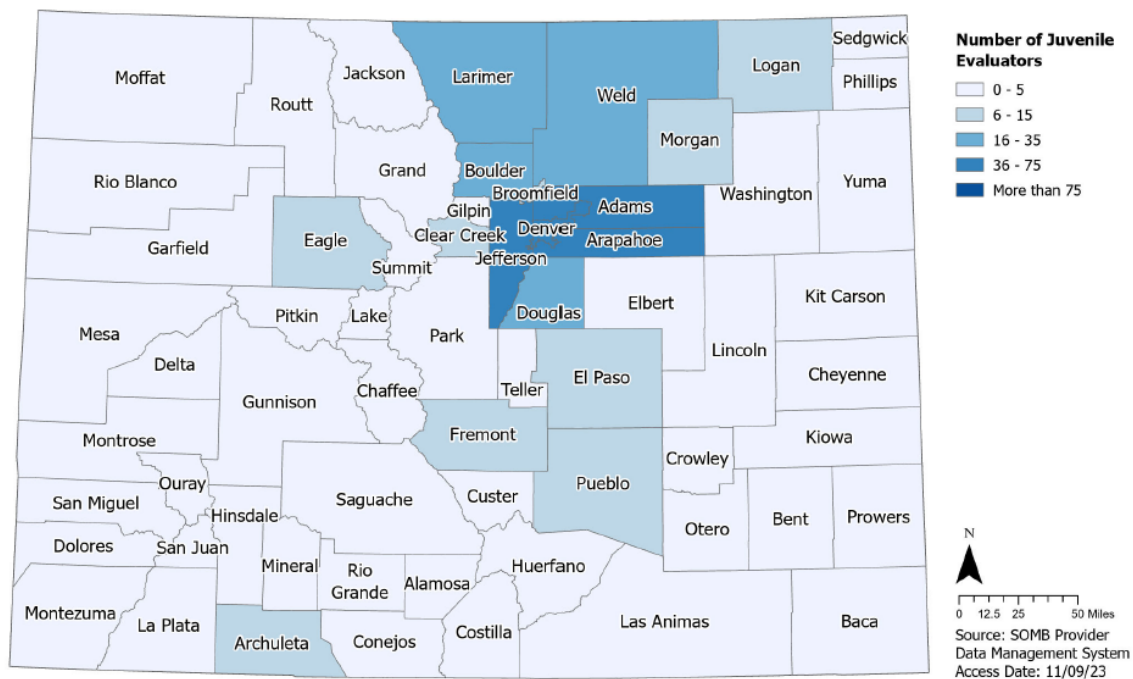 Number of Juvenile
Evaluators
0 - 5
6 - 15
16 - 35
36 - 75
More than 75
Moffat
Routt
Jackson
Larimer
Weld
Logan
Sedgwick
Phillips
Morgan
Rio Blanco
Grand
Boulder
Broomfield
Washington
Yuma
Garfield
Eagle
Summit
Gilpin
Clear Creek
Jefferson
Denver
Adams
Arapahoe
Mesa
Pitkin
Lake
Park
Douglas
Elbert
Kit Carson
Delta
Gunnison
Chaffee
Teller
El Paso
Lincoln
Cheyenne
Montrose
Fremont
Pueblo
Crowley
Kiowa
Ouray
San Miguel
Hinsdale
Saguache
Custer
Otero
Bent
Prowers
Dolores
San Juan
Mineral
Rio
Grande
Alamosa
Huerfano
Montezuma
La Plata
Archuleta
Conejos
Costilla
Las Animas
Baca
N
0 12.5 25 50 Miles
Source: SOMB Provider
Data Management System
Access Date: 11/09/23